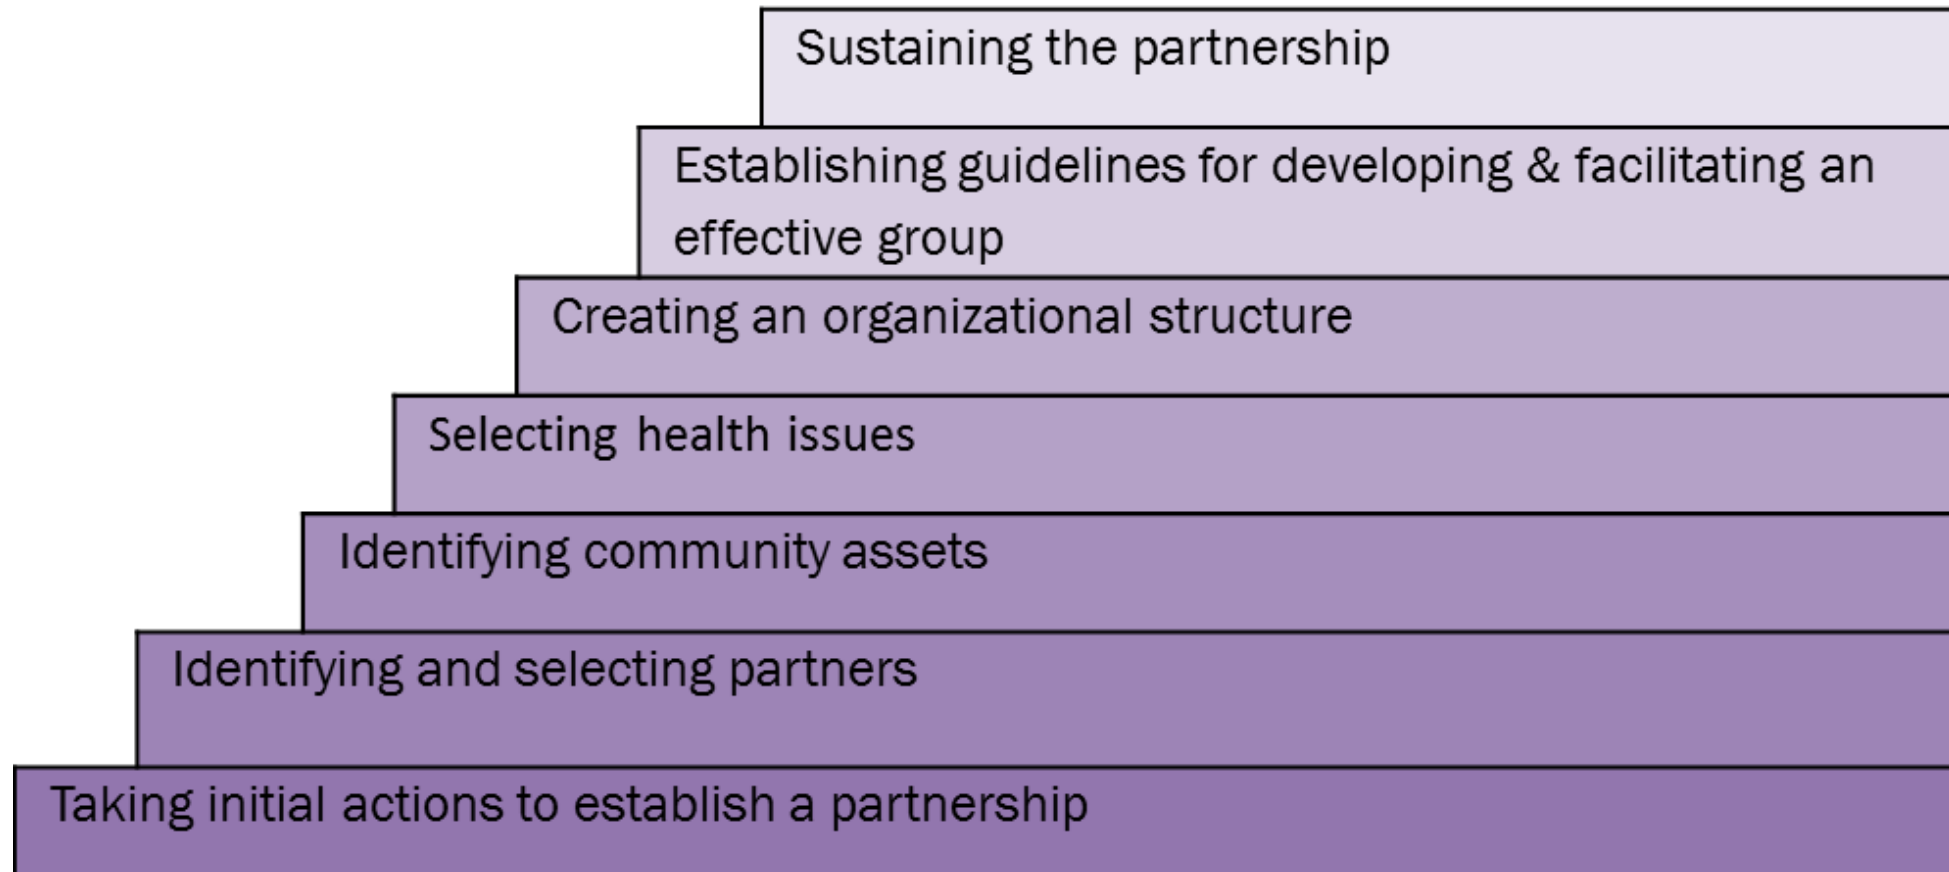 Sustaining the partnership
Establishing guidelines for developing & facilitating an
effective group
Creating an organizational structure
Selecting health issues
Identifying community assets
Identifying and selecting partners
Taking initial actions to establish a partnership